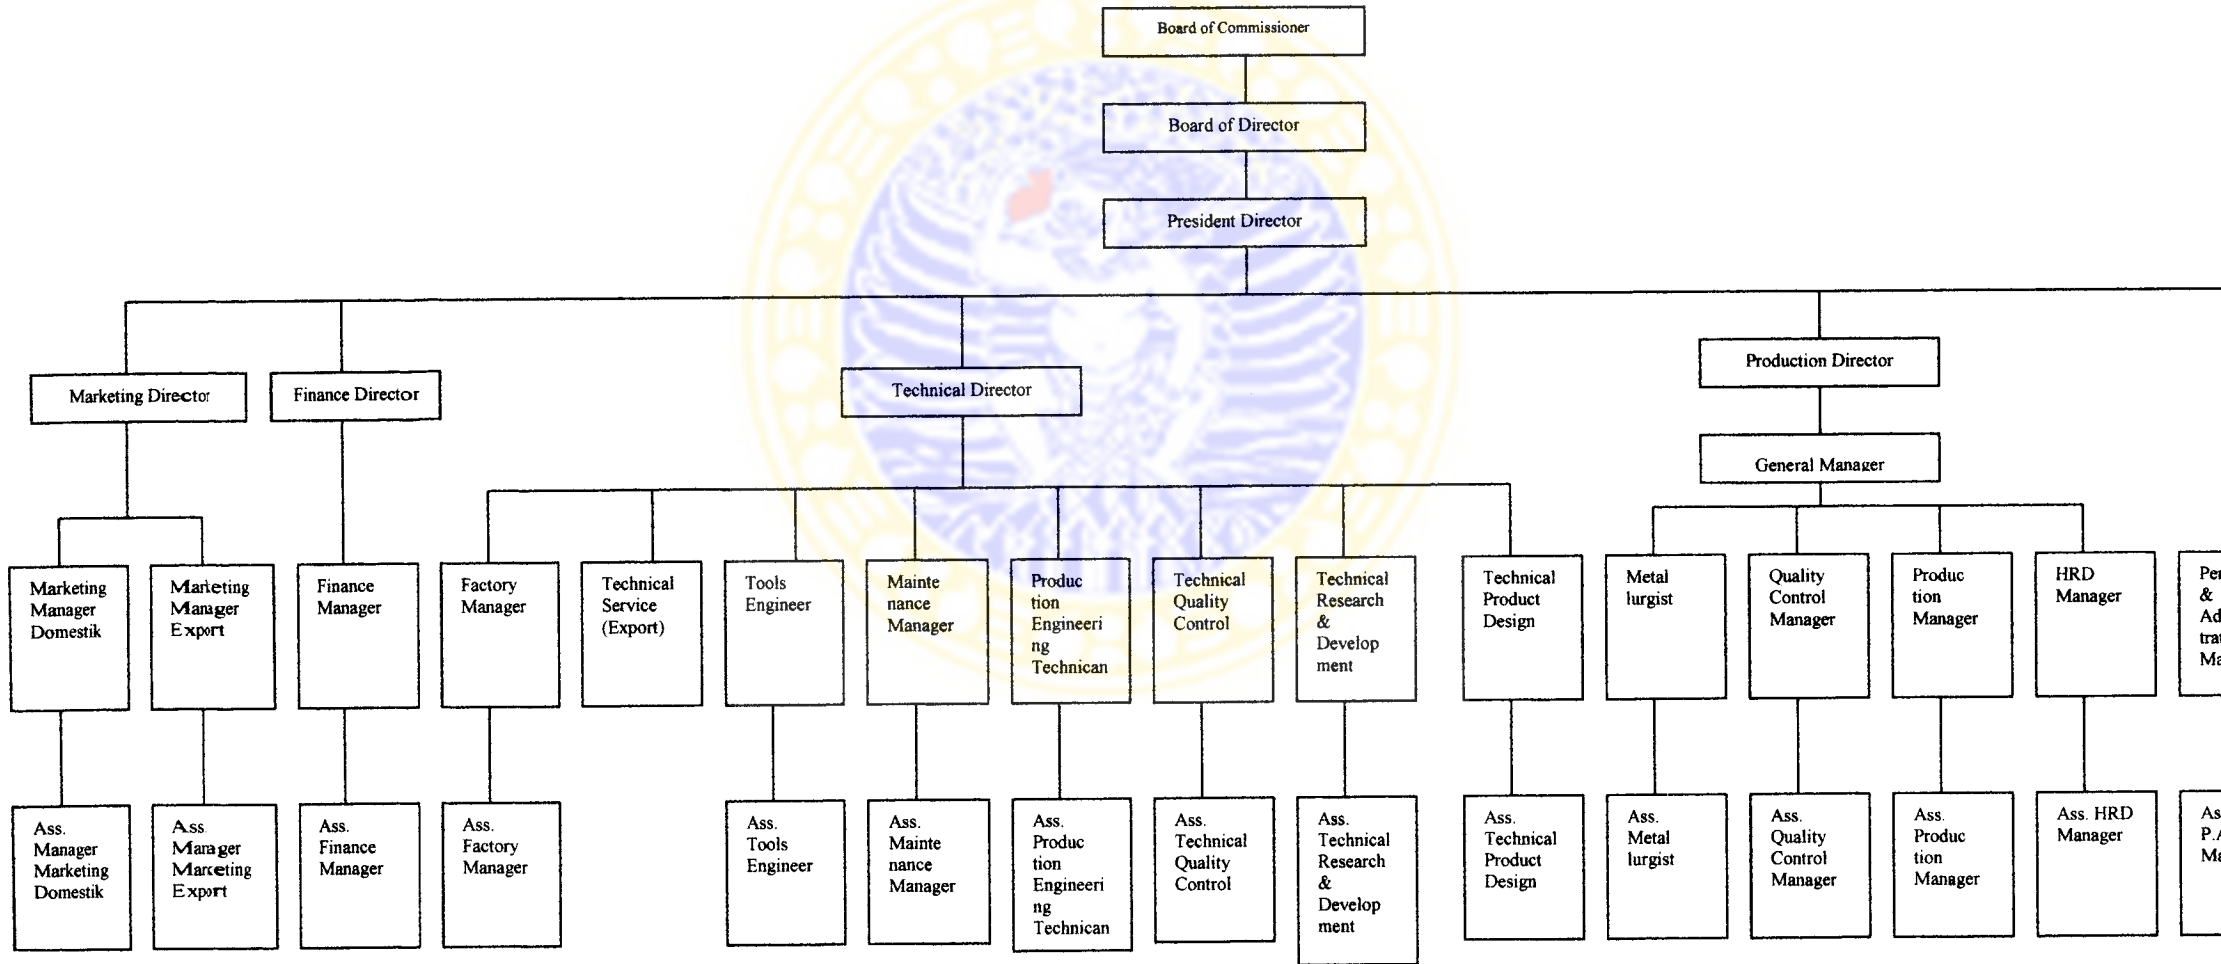 Board of Commissioner
Board of Director
President Director
Marketing Director
Finance Director
Technical Director
Production Director
General Manager
Marketing
Manager
Domestik
Marketing
Manager
Export
Finance
Manager
Factory
Manager
Technical
Service
(Export)
Tools
Engineer
Mainte
nance
Manager
Produc
tion
Engineeri
ng
Technican
Technical
Quality
Control
Technical
Research
&
Develop
ment
Technical
Product
Design
Metal
lurgist
Quality
Control
Manager
Produc
tion
Manager
HRD
Manager
&
Ass.
Manager
Marketing
Domestik
Ass.
Manager
Marketing
Export
Ass.
Finance
Manager
Ass.
Factory
Manager
Ass.
Tools
Engineer
Ass.
Mainte
nance
Manager
Ass.
Produc
tion
Engineeri
ng
Technican
Ass.
Technical
Quality
Control
Ass.
Technical
Research
&
Develop
ment
Ass.
Technical
Product
Design
Ass.
Metal
lurgist
Ass.
Quality
Control
Manager
Ass.
Produc
tion
Manager
Ass. HRD
Manager